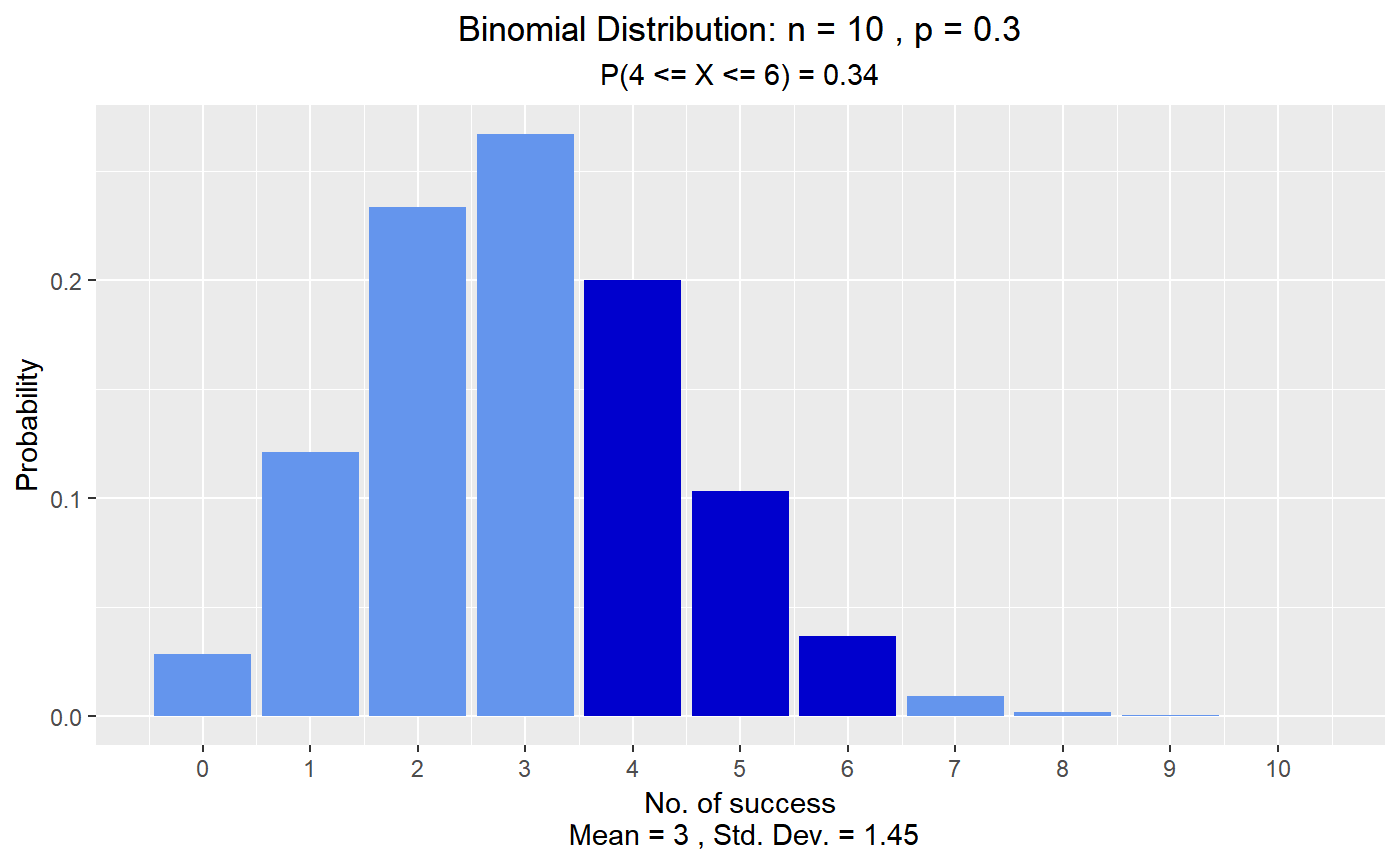 Binomial Distribution: n = 10 , p = 0.3
P(4 <= X <= 6) = 0.34
Probability
0.2
0.1
0.0
0 1 2 3 4 5 6 7 8 9 10
No. of success
Mean = 3 , Std. Dev. = 1.45